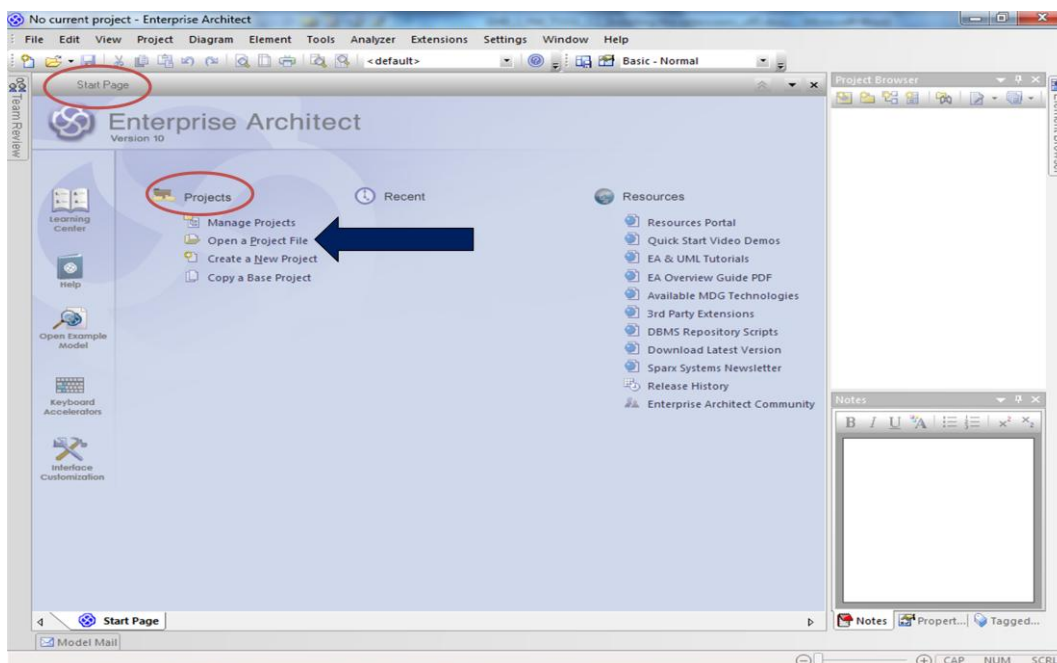 No current project - Enterprise Architect
File Edit View Project Diagram Element Tools Analyzer Extensions Settings Window Help
<default> Basic - Normal
Team Review
Start Page
Enterprise Architect
Version 10
Learning Center
Help
Open Example Model
Keyboard Accelerators
Interface Customization
Projects
Manage Projects
Open a Project File
Create a New Project
Copy a Base Project
Recent
Resources
Resources Portal
Quick Start Video Demos
EA & UML Tutorials
EA Overview Guide PDF
Available MDG Technologies
3rd Party Extensions
DBMS Repository Scripts
Download Latest Version
Sparx Systems Newsletter
Release History
Enterprise Architect Community
Project Browser
Notes
B I U A x² x₂
Start Page
Notes Propert... Tagged...
Model Mail
CAP NUM SCRL